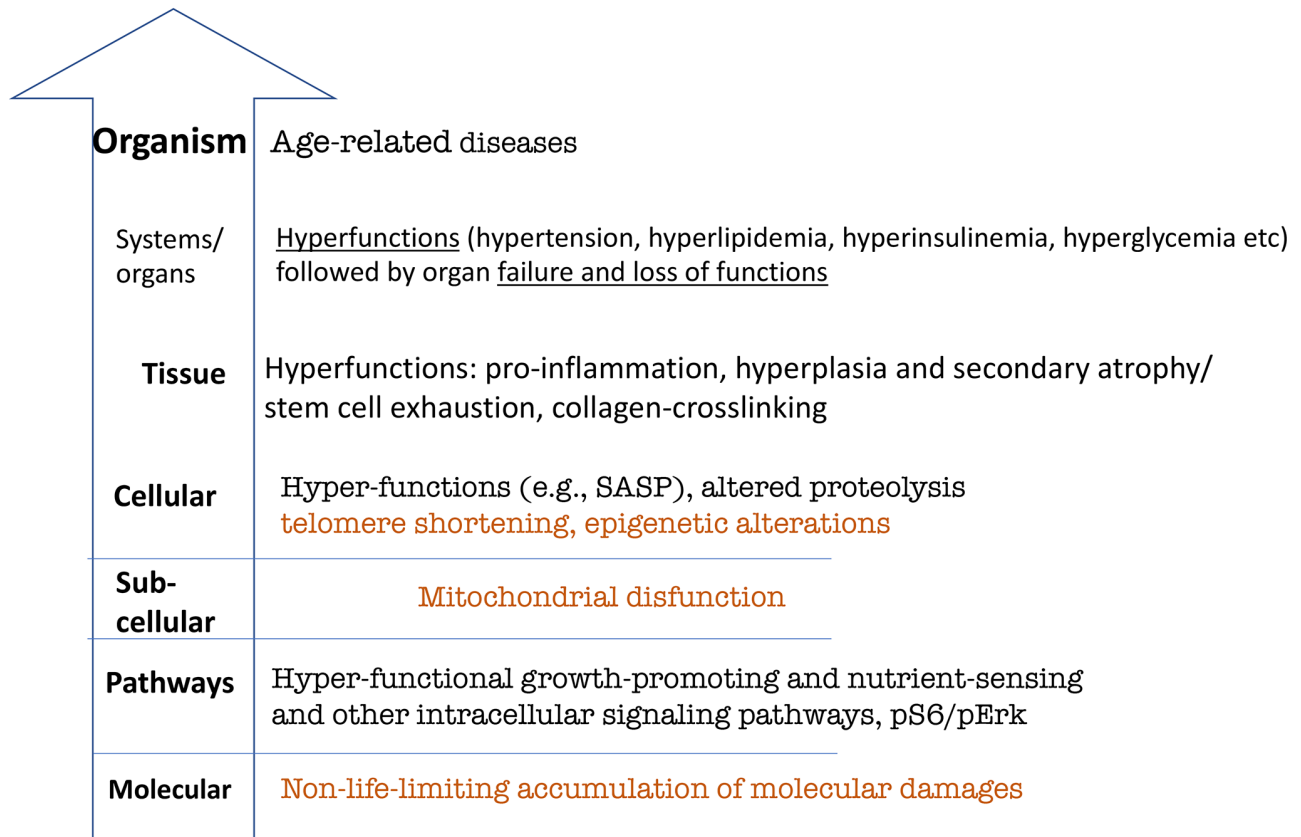 Organism Age-related diseases
Systems/
organs
Hyperfunctions (hypertension, hyperlipidemia, hyperinsulinemia, hyperglycemia etc)
followed by organ failure and loss of functions
Tissue
Hyperfunctions: pro-inflammation, hyperplasia and secondary atrophy/
stem cell exhaustion, collagen-crosslinking
Cellular
Hyper-functions (e.g., SASP), altered proteolysis
telomere shortening, epigenetic alterations
Sub-
cellular
Mitochondrial disfunction
Pathways
Hyper-functional growth-promoting and nutrient-sensing
and other intracellular signaling pathways, pS6/pErk
Molecular
Non-life-limiting accumulation of molecular damages